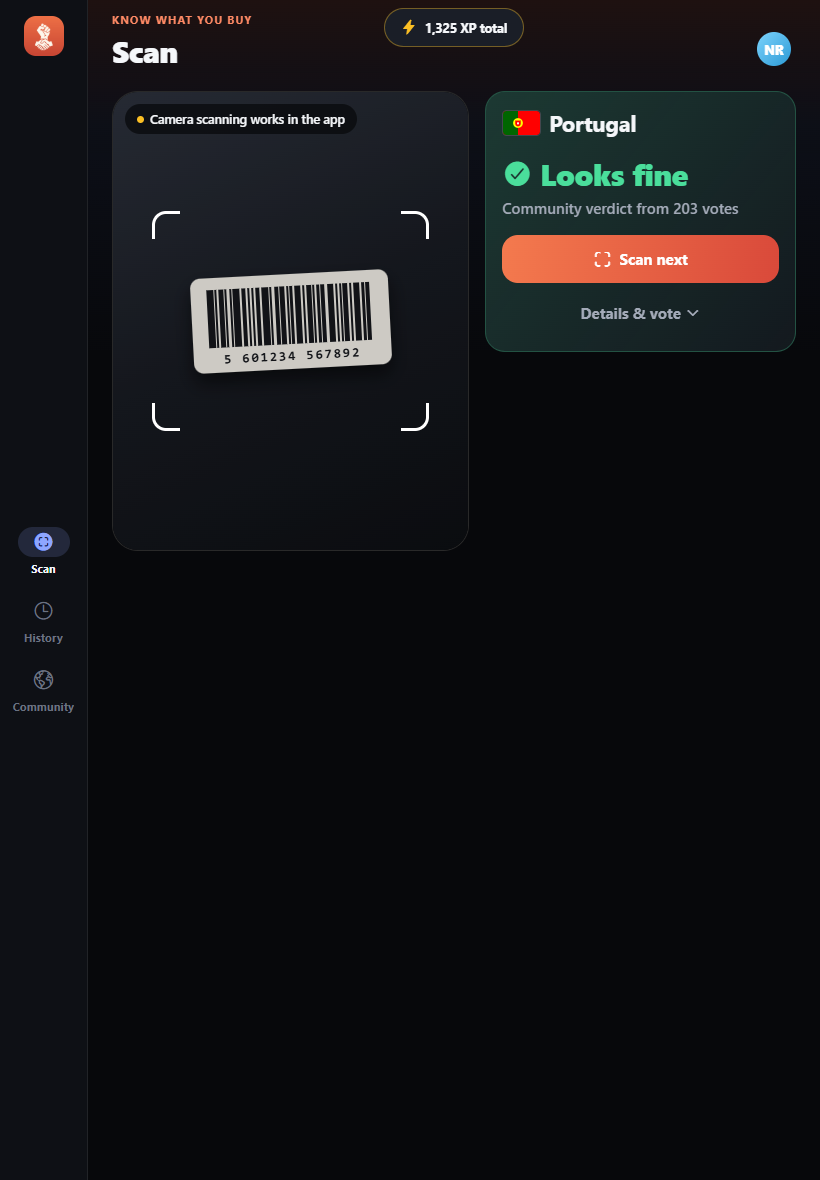 KNOW WHAT YOU BUY
Scan
1,325 XP total
NR
Camera scanning works in the app
5 601234 567892
Portugal
Looks fine
Community verdict from 203 votes
Scan next
Details & vote
Scan
History
Community